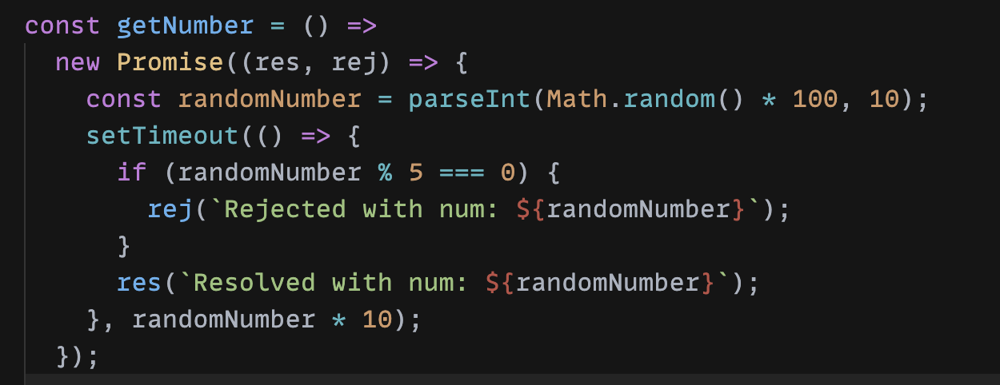 const getNumber = () =>
  new Promise((res, rej) => {
    const randomNumber = parseInt(Math.random() * 100, 10);
    setTimeout(() => {
      if (randomNumber % 5 === 0) {
        rej(`Rejected with num: ${randomNumber}`);
      }
      res(`Resolved with num: ${randomNumber}`);
    }, randomNumber * 10);
  });